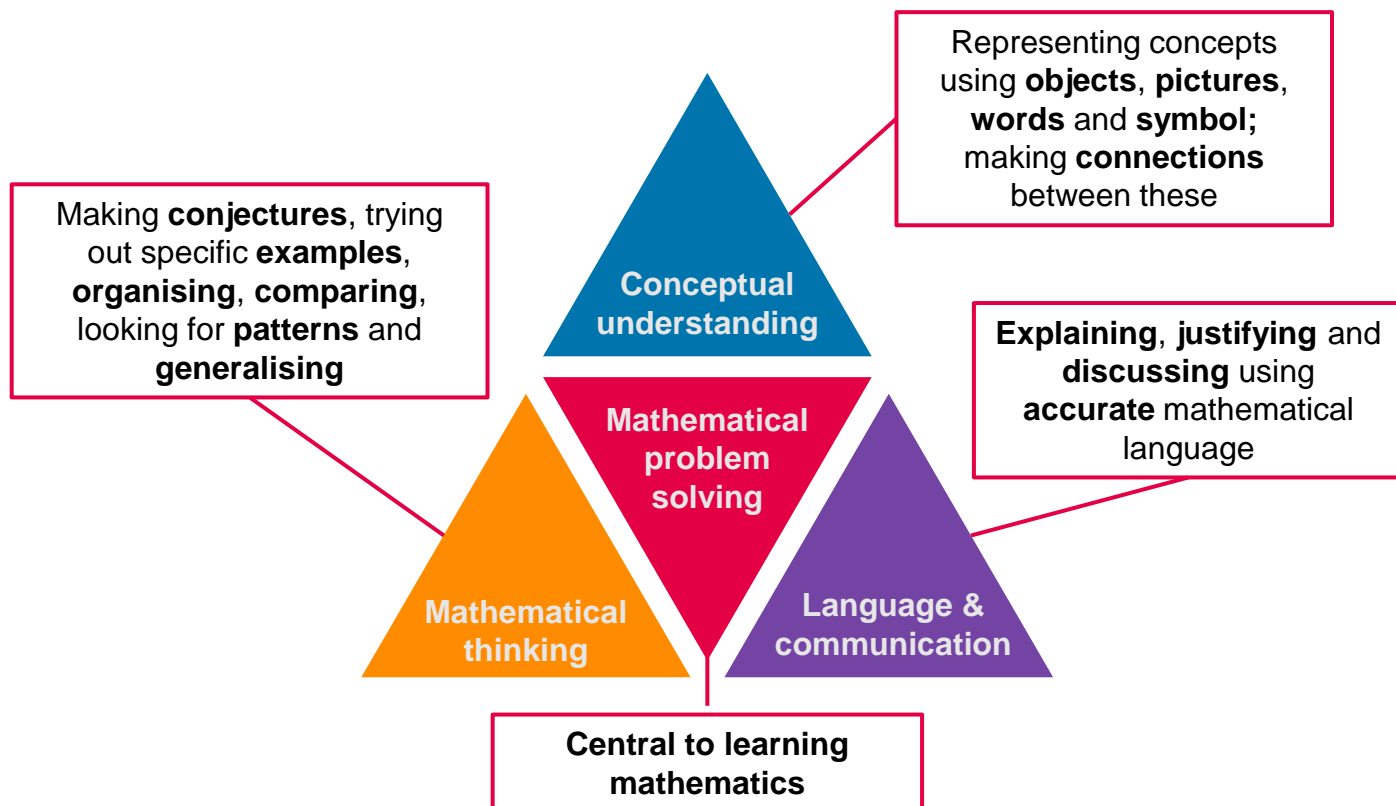 Representing concepts
using objects, pictures,
words and symbol;
making connections
between these
Making conjectures, trying
out specific examples,
organising, comparing,
looking for patterns and
generalising
Conceptual
understanding
Explaining, justifying and
discussing using
accurate mathematical
language
Mathematical
problem
solving
Mathematical
thinking
Language &
communication
Central to learning
mathematics